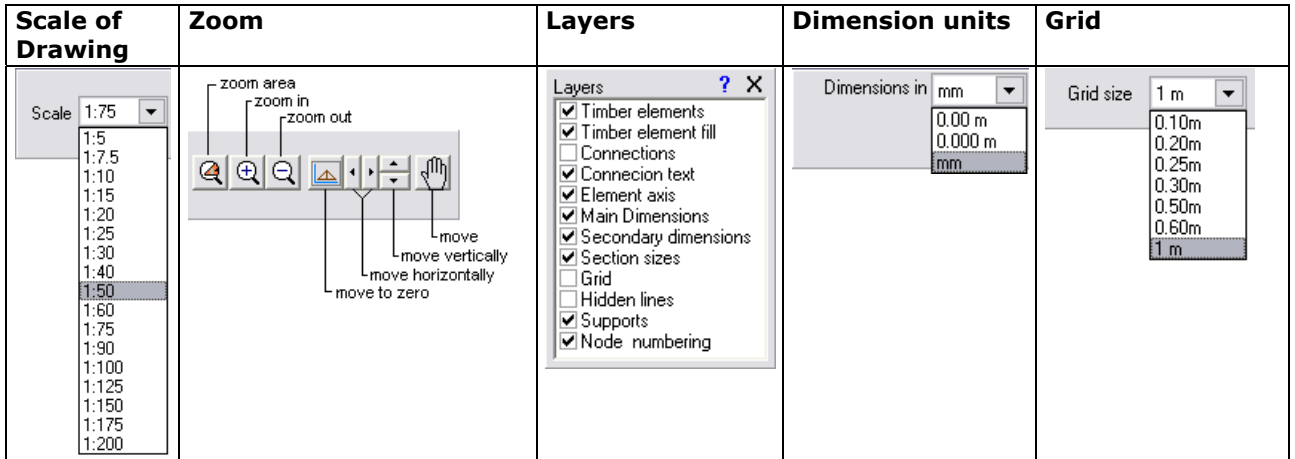 Scale of
Drawing
Zoom
Layers
Dimension units
Grid
Scale 1:75
1:5
1:7.5
1:10
1:15
1:20
1:25
1:30
1:40
1:50
1:60
1:75
1:90
1:100
1:125
1:150
1:175
1:200
zoom area
zoom in
zoom out
move
move vertically
move horizontally
move to zero
Layers ? X
Timber elements
Timber element fill
Connections
Connecion text
Element axis
Main Dimensions
Secondary dimensions
Section sizes
Grid
Hidden lines
Supports
Node numbering
Dimensions in mm
0.00 m
0.000 m
mm
Grid size 1 m
0.10m
0.20m
0.25m
0.30m
0.50m
0.60m
1 m